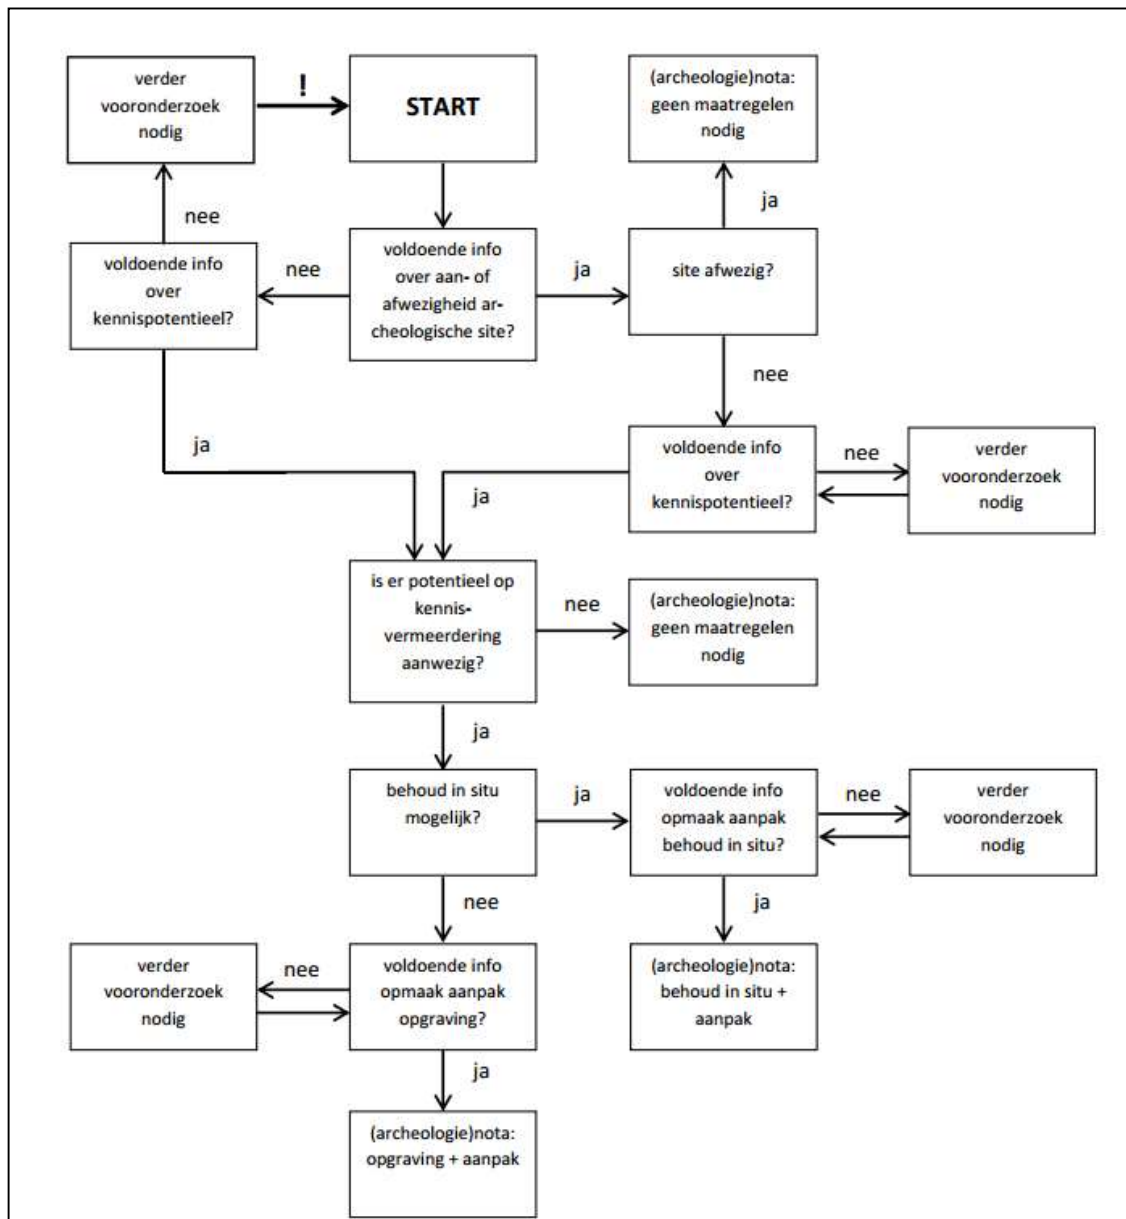 verder
vooronderzoek
nodig
!
START
(archeologie)nota:
geen maatregelen
nodig
nee
ja
voldoende info
over
kennispotentieel?
nee
voldoende info
over aan- of
afwezigheid ar-
cheologische site?
ja
site afwezig?
nee
ja
voldoende info
over
kennispotentieel?
nee
verder
vooronderzoek
nodig
ja
is er potentieel op
kennis-
vermeerdering
aanwezig?
nee
(archeologie)nota:
geen maatregelen
nodig
ja
behoud in situ
mogelijk?
ja
voldoende info
opmaak aanpak
behoud in situ?
nee
verder
vooronderzoek
nodig
nee
ja
verder
vooronderzoek
nodig
nee
voldoende info
opmaak aanpak
opgraving?
(archeologie)nota:
behoud in situ +
aanpak
ja
(archeologie)nota:
opgraving + aanpak